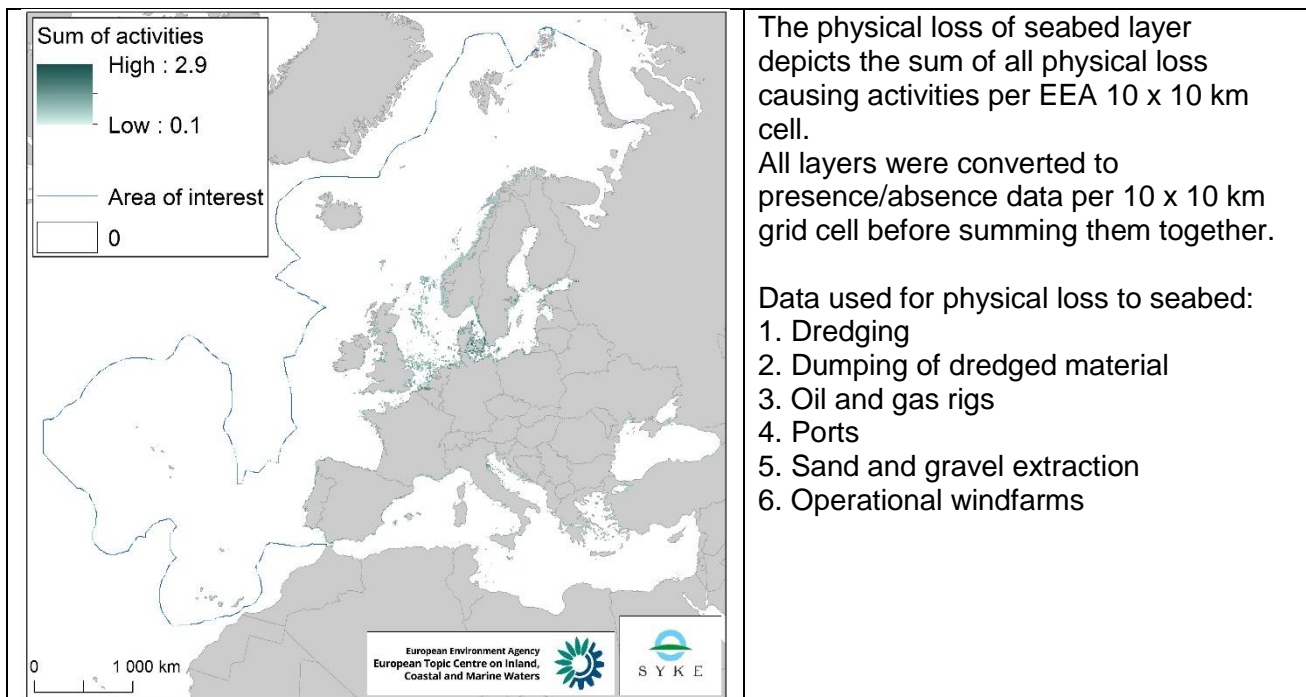 Sum of activities
High : 2.9
Low : 0.1
Area of interest
0
0
1 000 km
European Environment Agency
European Topic Centre on Inland,
Coastal and Marine Waters
S Y K E
The physical loss of seabed layer
depicts the sum of all physical loss
causing activities per EEA 10 x 10 km
cell.
All layers were converted to
presence/absence data per 10 x 10 km
grid cell before summing them together.
Data used for physical loss to seabed:
1. Dredging
2. Dumping of dredged material
3. Oil and gas rigs
4. Ports
5. Sand and gravel extraction
6. Operational windfarms